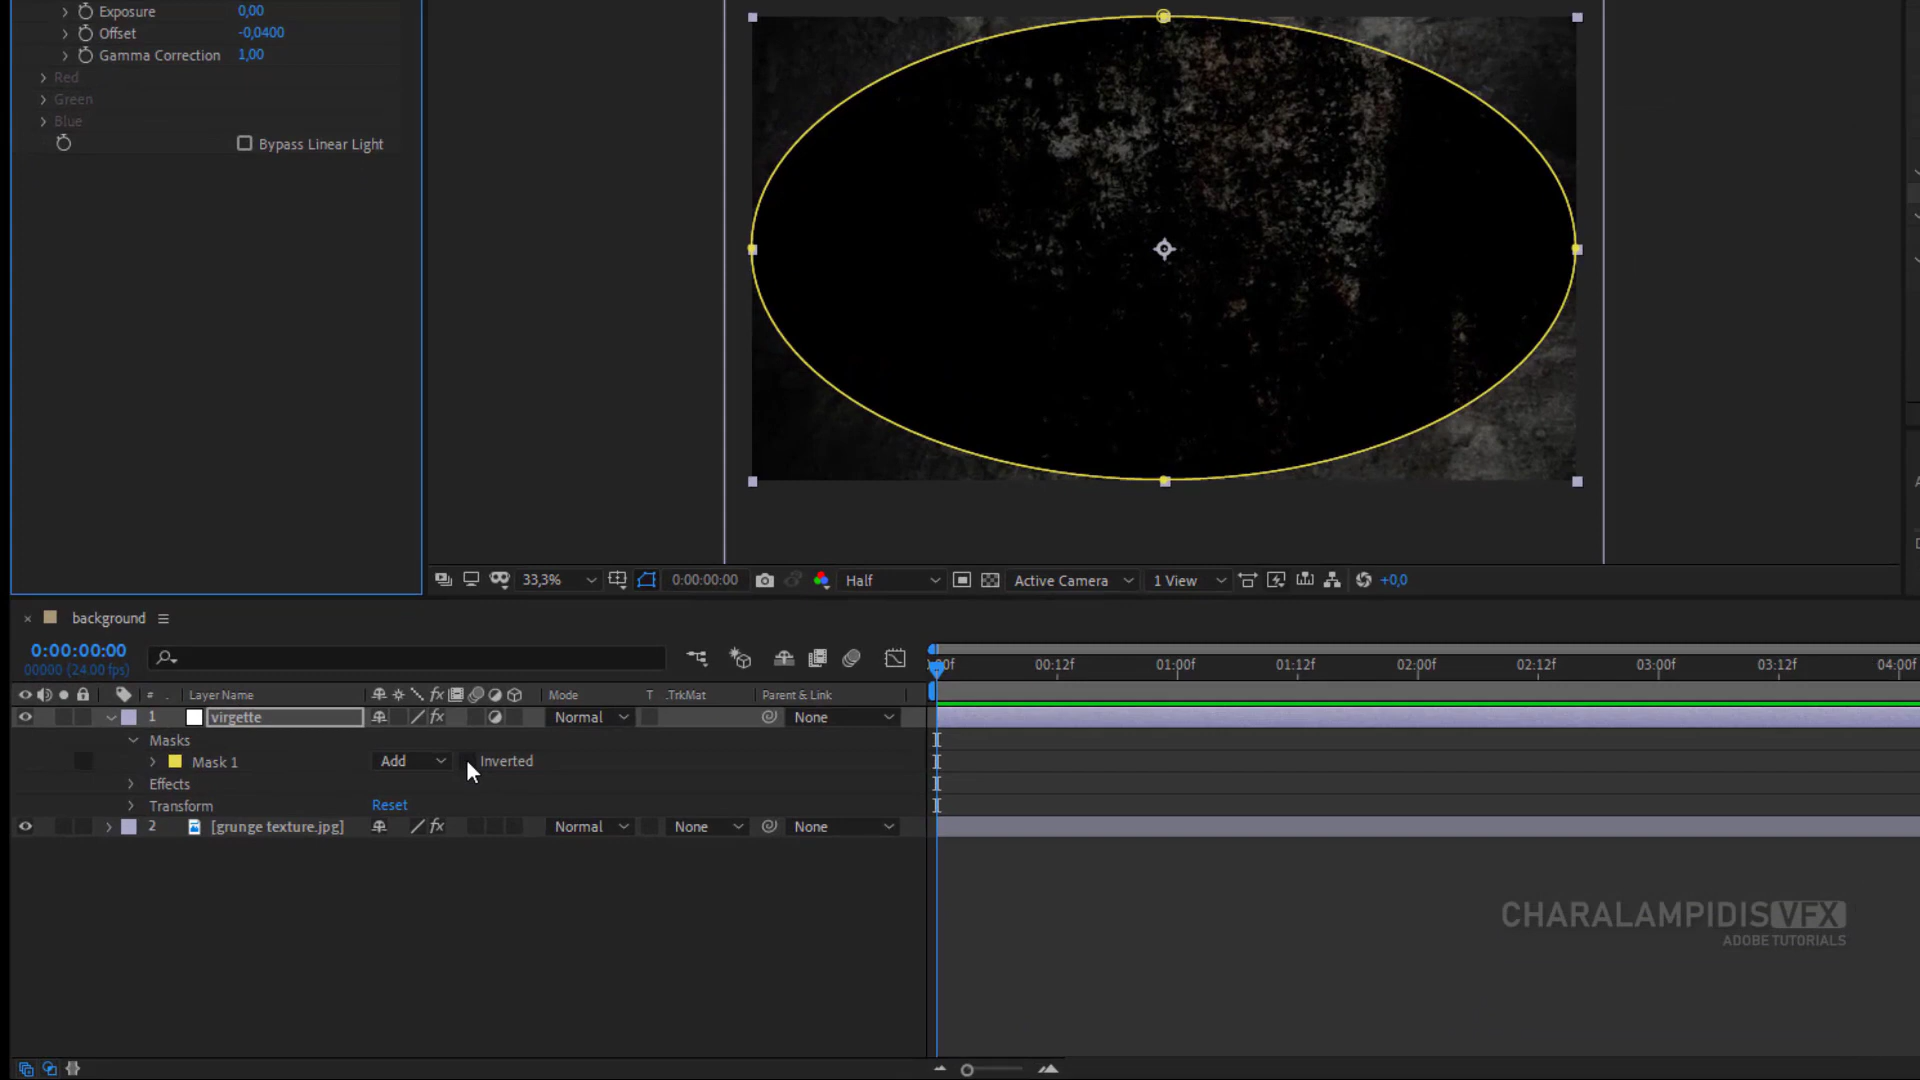 Exposure 0,00
Offset -0,0400
Gamma Correction 1,00
Red
Green
Blue
Bypass Linear Light
33,3% 0:00:00:00 Half Active Camera 1 View +0,0
background
0:00:00:00
00000 (24.00 fps)
00f 00:12f 01:00f 01:12f 02:00f 02:12f 03:00f 03:12f 04:00f
# . Layer Name Mode T .TrkMat Parent & Link
1 virgette Normal None
Masks
Mask 1 Add Inverted
Effects
Transform Reset
2 [grunge texture.jpg] Normal None None
CHARALAMPIDISVFX
ADOBE TUTORIALS